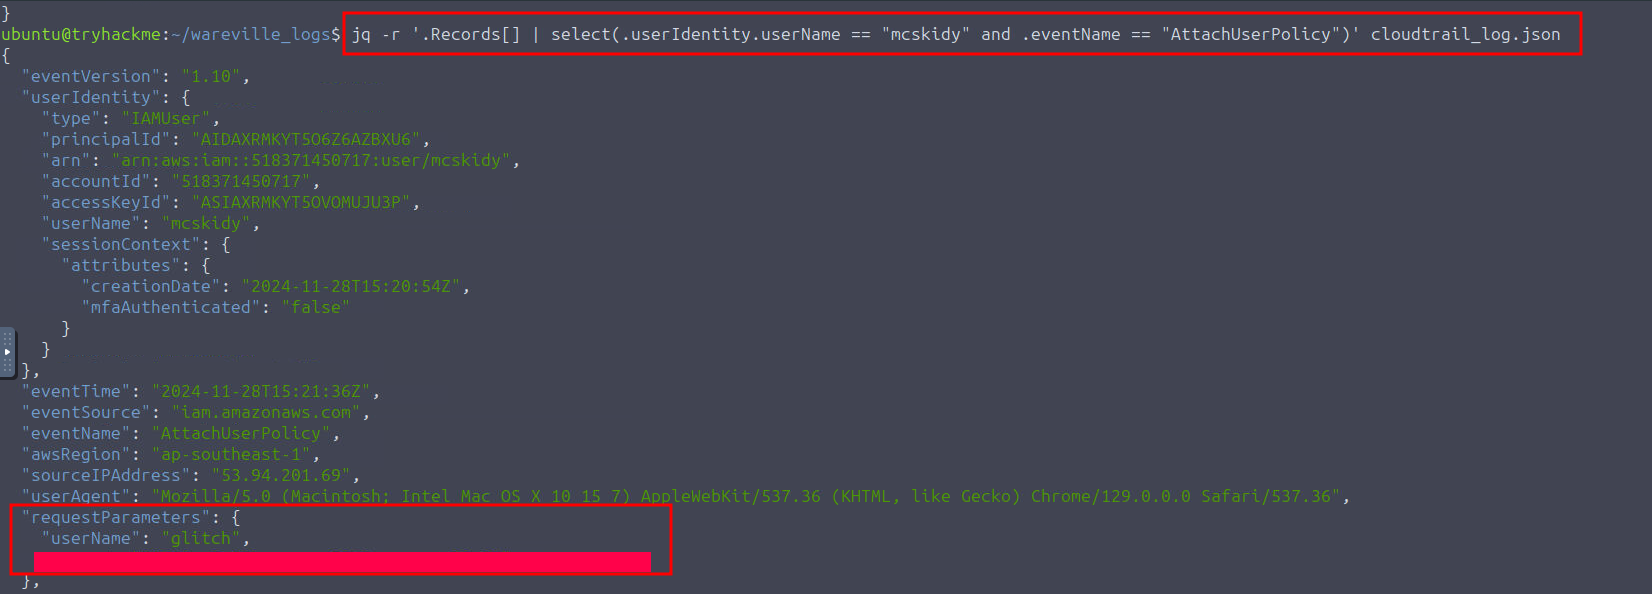 }
ubuntu@tryhackme:~/wareville_logs$ jq -r '.Records[] | select(.userIdentity.userName == "mcskidy" and .eventName == "AttachUserPolicy")' cloudtrail_log.json
{
  "eventVersion": "1.10",
  "userIdentity": {
    "type": "IAMUser",
    "principalId": "AIDAXRMKYT5O6Z6AZBXU6",
    "arn": "arn:aws:iam::518371450717:user/mcskidy",
    "accountId": "518371450717",
    "accessKeyId": "ASIAXRMKYT5OVOMUJU3P",
    "userName": "mcskidy",
    "sessionContext": {
      "attributes": {
        "creationDate": "2024-11-28T15:20:54Z",
        "mfaAuthenticated": "false"
      }
    }
  },
  "eventTime": "2024-11-28T15:21:36Z",
  "eventSource": "iam.amazonaws.com",
  "eventName": "AttachUserPolicy",
  "awsRegion": "ap-southeast-1",
  "sourceIPAddress": "53.94.201.69",
  "userAgent": "Mozilla/5.0 (Macintosh; Intel Mac OS X 10_15_7) AppleWebKit/537.36 (KHTML, like Gecko) Chrome/129.0.0.0 Safari/537.36",
  "requestParameters": {
    "userName": "glitch",
  },